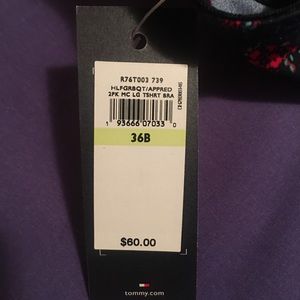 R76T003 739
HLFGRBQT/APPRED
2PK MC LG TSHRT BRA
1 93666 07033 0
36B
$60.00
tommy.com